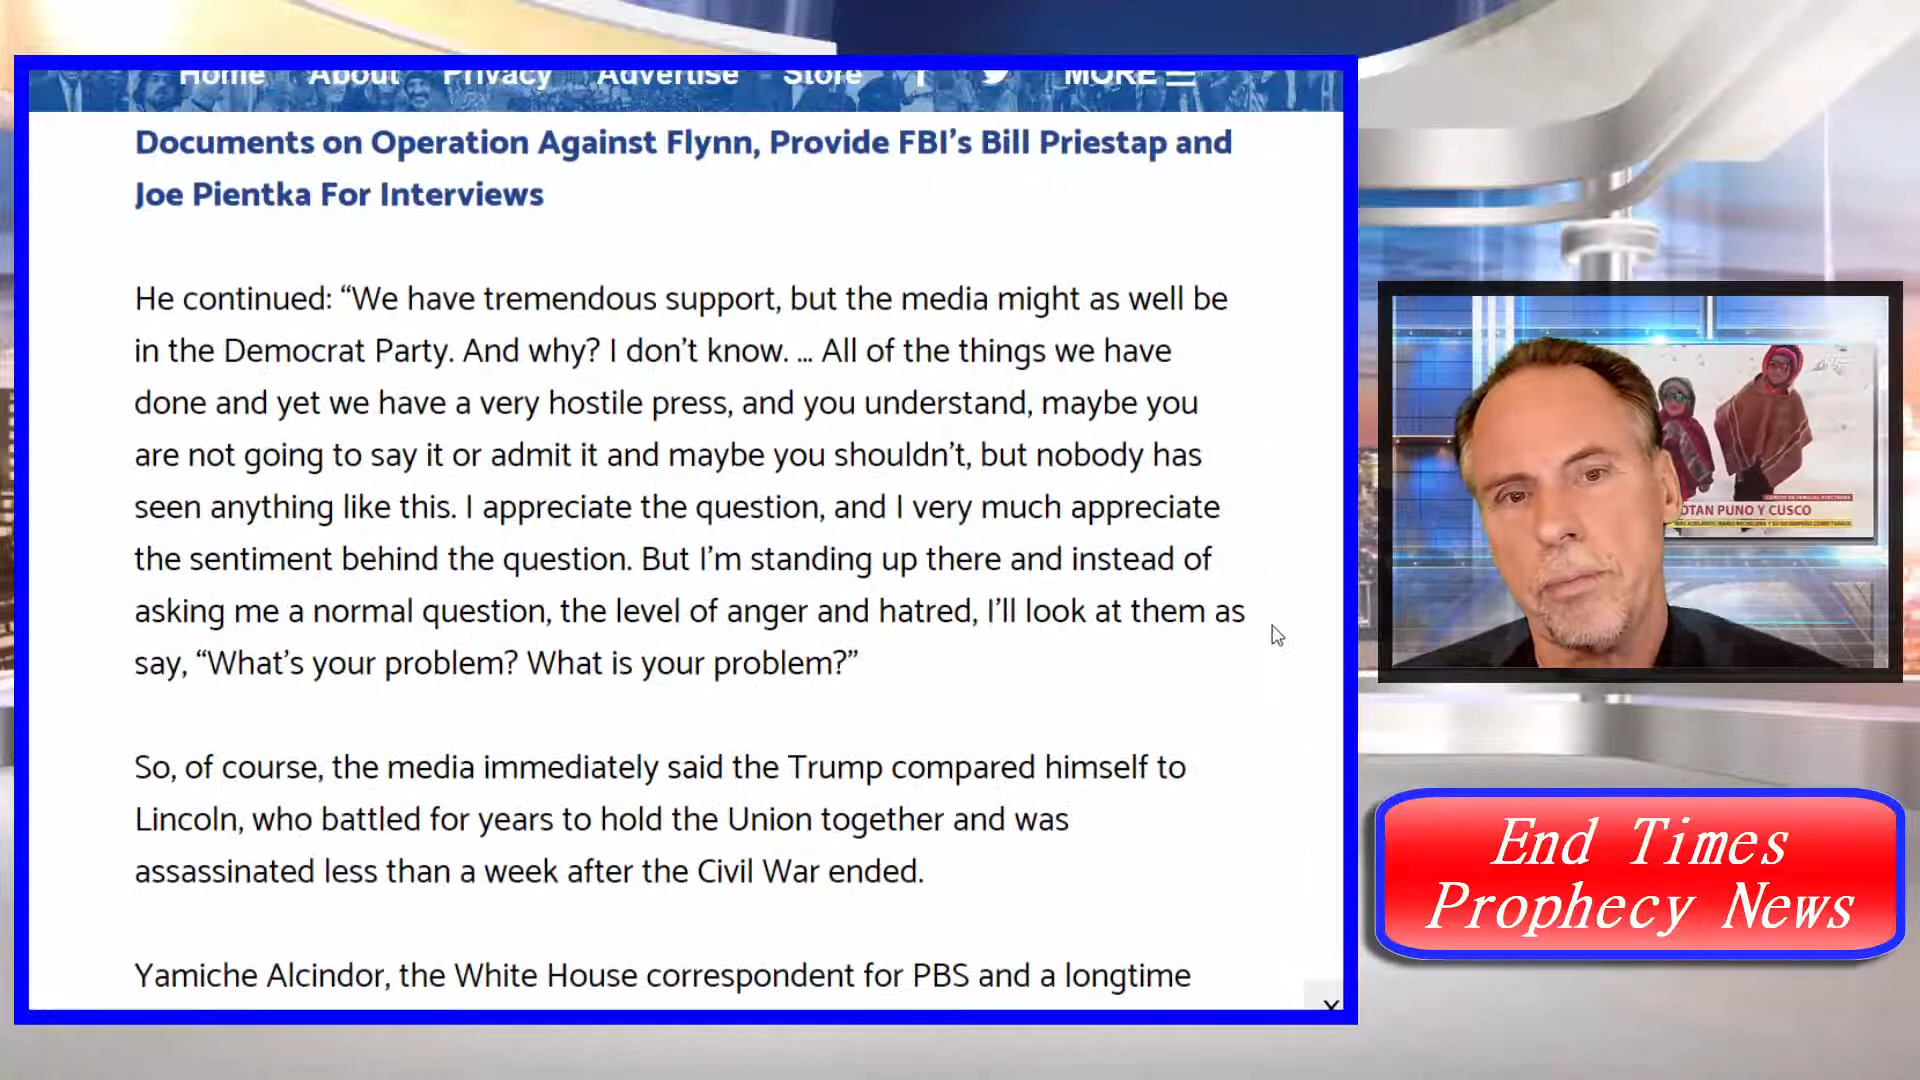 Home About Privacy Advertise Store f MORE
Documents on Operation Against Flynn, Provide FBI’s Bill Priestap and
Joe Pientka For Interviews
He continued: “We have tremendous support, but the media might as well be
in the Democrat Party. And why? I don’t know. … All of the things we have
done and yet we have a very hostile press, and you understand, maybe you
are not going to say it or admit it and maybe you shouldn’t, but nobody has
seen anything like this. I appreciate the question, and I very much appreciate
the sentiment behind the question. But I’m standing up there and instead of
asking me a normal question, the level of anger and hatred, I’ll look at them as
say, “What’s your problem? What is your problem?”
So, of course, the media immediately said the Trump compared himself to
Lincoln, who battled for years to hold the Union together and was
assassinated less than a week after the Civil War ended.
Yamiche Alcindor, the White House correspondent for PBS and a longtime
X
OTAN PUNO Y CUSCO
End Times
Prophecy News